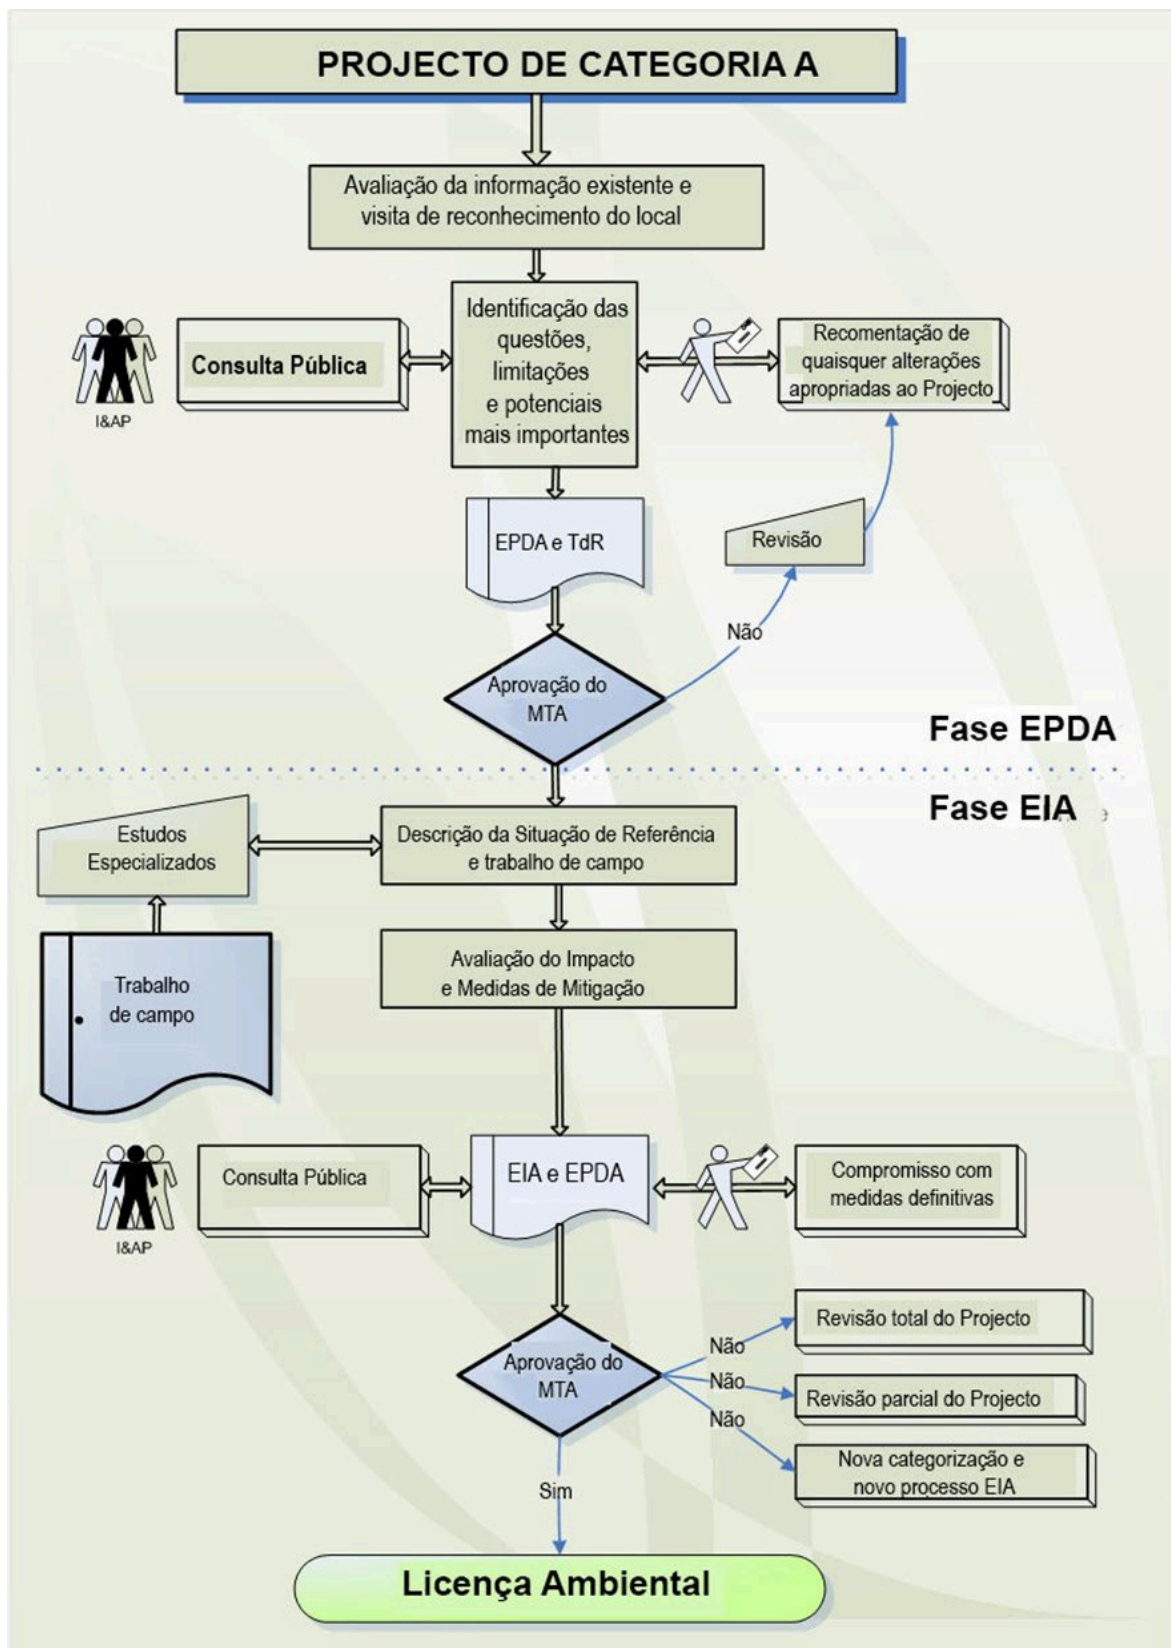 PROJECTO DE CATEGORIA A
Avaliação da informação existente e
visita de reconhecimento do local
Identificação das
questões,
limitações
e potenciais
mais importantes
Consulta Pública
I&AP
Recomentação de
quaisquer alterações
apropriadas ao Projecto
EPDA e TdR
Revisão
Não
Aprovação do
MTA
Fase EPDA
Fase EIA
Estudos
Especializados
Descrição da Situação de Referência
e trabalho de campo
Trabalho
de campo
Avaliação do Impacto
e Medidas de Mitigação
I&AP
Consulta Pública
EIA e EPDA
Compromisso com
medidas definitivas
Aprovação do
MTA
Não
Revisão total do Projecto
Não
Revisão parcial do Projecto
Não
Nova categorização e
novo processo EIA
Sim
Licença Ambiental